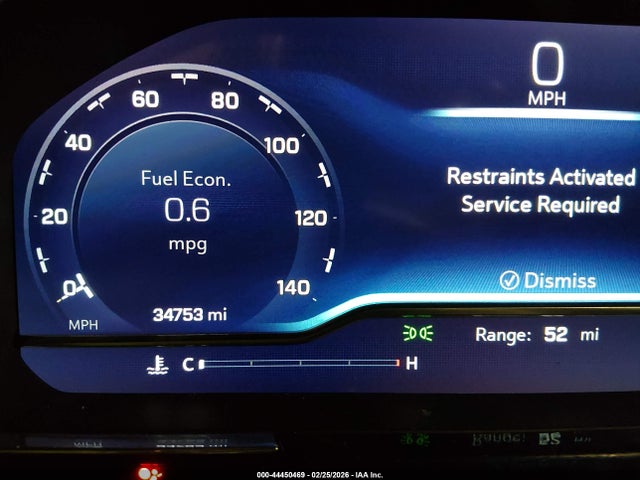 0
MPH
60 80
40 100
20 120
0 140
Fuel Econ.
0.6
mpg
34753 mi
MPH
Restraints Activated
Service Required
Dismiss
Range: 52 mi
C H
000-44450469 - 02/25/2026 - IAA Inc.